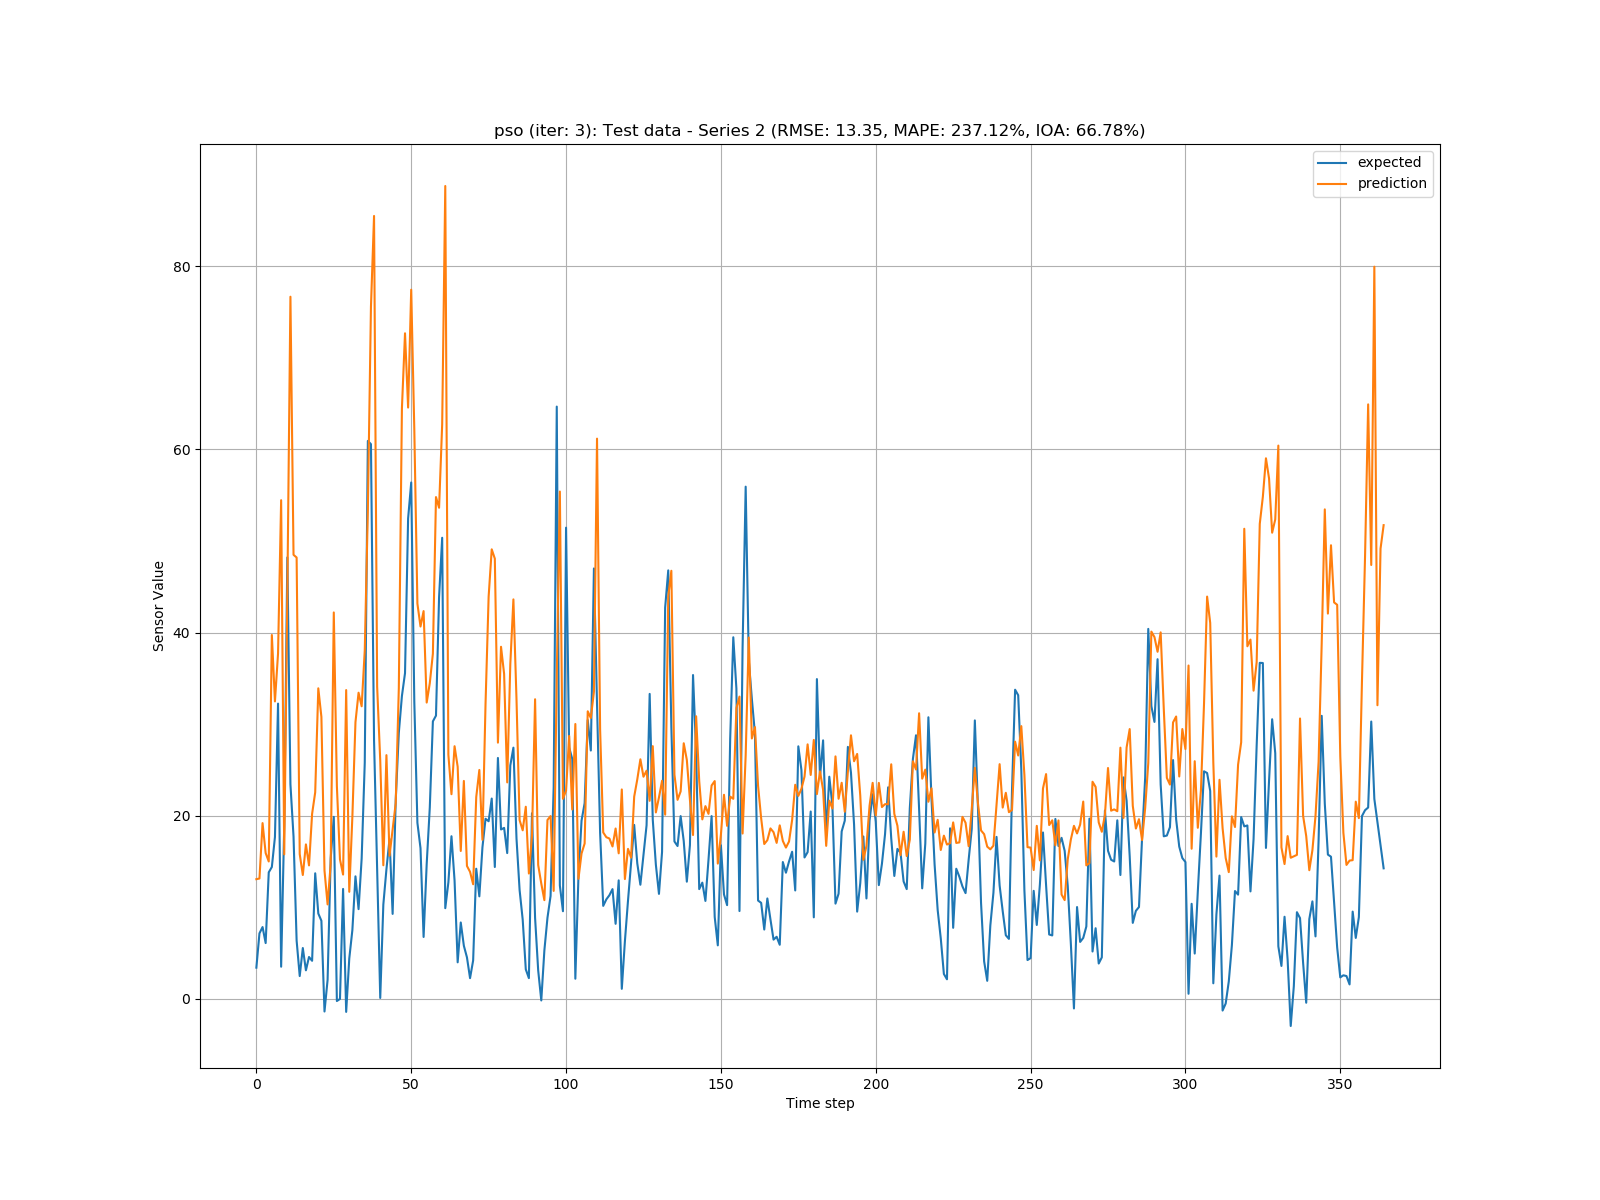 pso (iter: 3): Test data - Series 2 (RMSE: 13.35, MAPE: 237.12%, IOA: 66.78%)
expected
prediction
80
60
40
20
0
Sensor Value
0 50 100 150 200 250 300 350
Time step